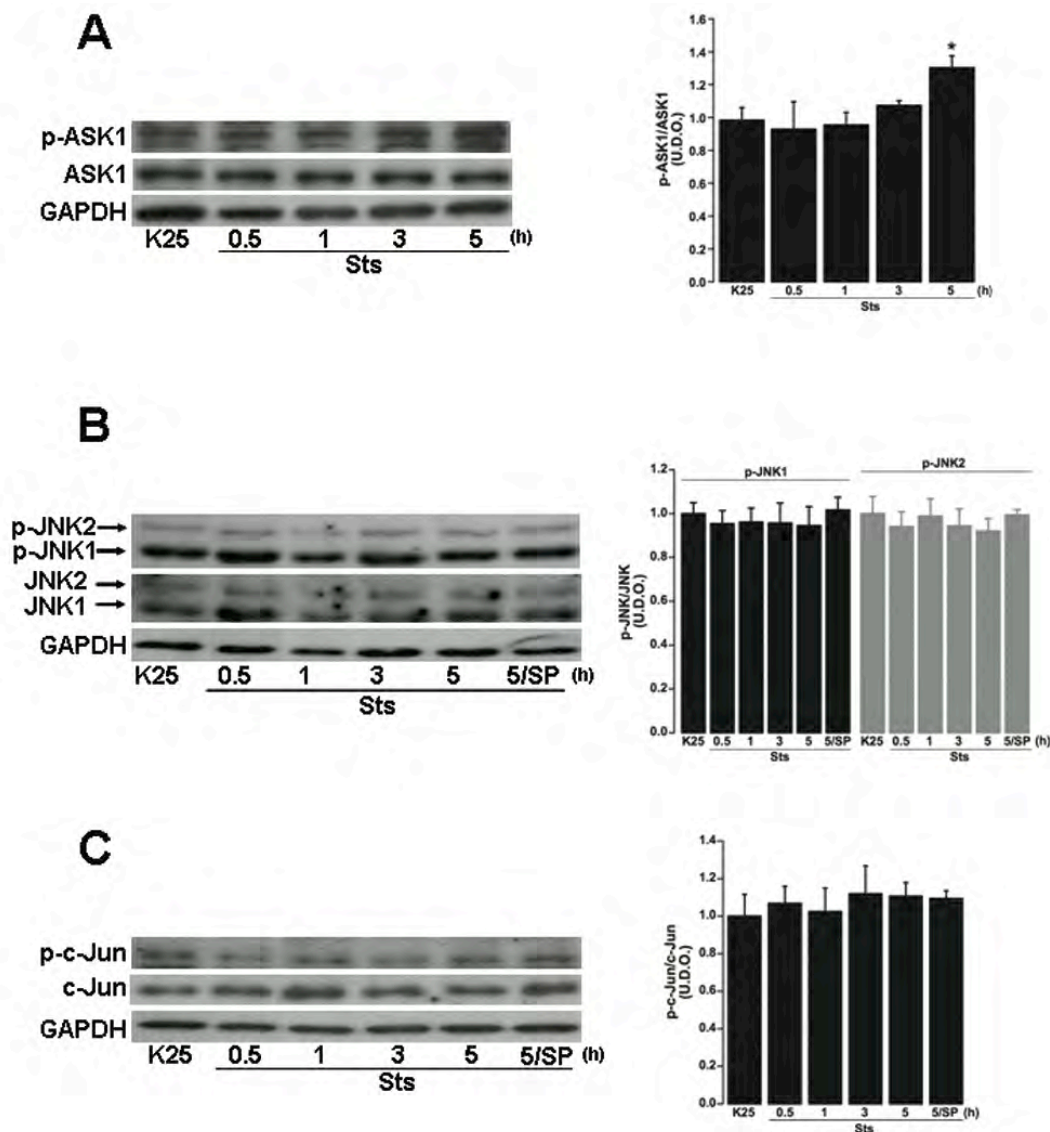 A
p-ASK1
ASK1
GAPDH
K25 0.5 1 3 5 (h)
Sts
p-ASK1/ASK1
(U.D.O.)
1.6
1.4
1.2
1.0
0.8
0.6
0.4
0.2
0.0
*
K25 0.5 1 3 5 (h)
Sts
B
p-JNK2
p-JNK1
JNK2
JNK1
GAPDH
K25 0.5 1 3 5 5/SP (h)
Sts
p-JNK/JNK
(U.D.O.)
1.2
1.0
0.8
0.6
0.4
0.2
0.0
p-JNK1 p-JNK2
K25 0.5 1 3 5 5/SP K25 0.5 1 3 5 5/SP (h)
Sts Sts
C
p-c-Jun
c-Jun
GAPDH
K25 0.5 1 3 5 5/SP (h)
Sts
p-c-Jun/c-Jun
(U.D.O.)
1.4
1.2
1.0
0.8
0.6
0.4
0.2
0.0
K25 0.5 1 3 5 5/SP (h)
Sts